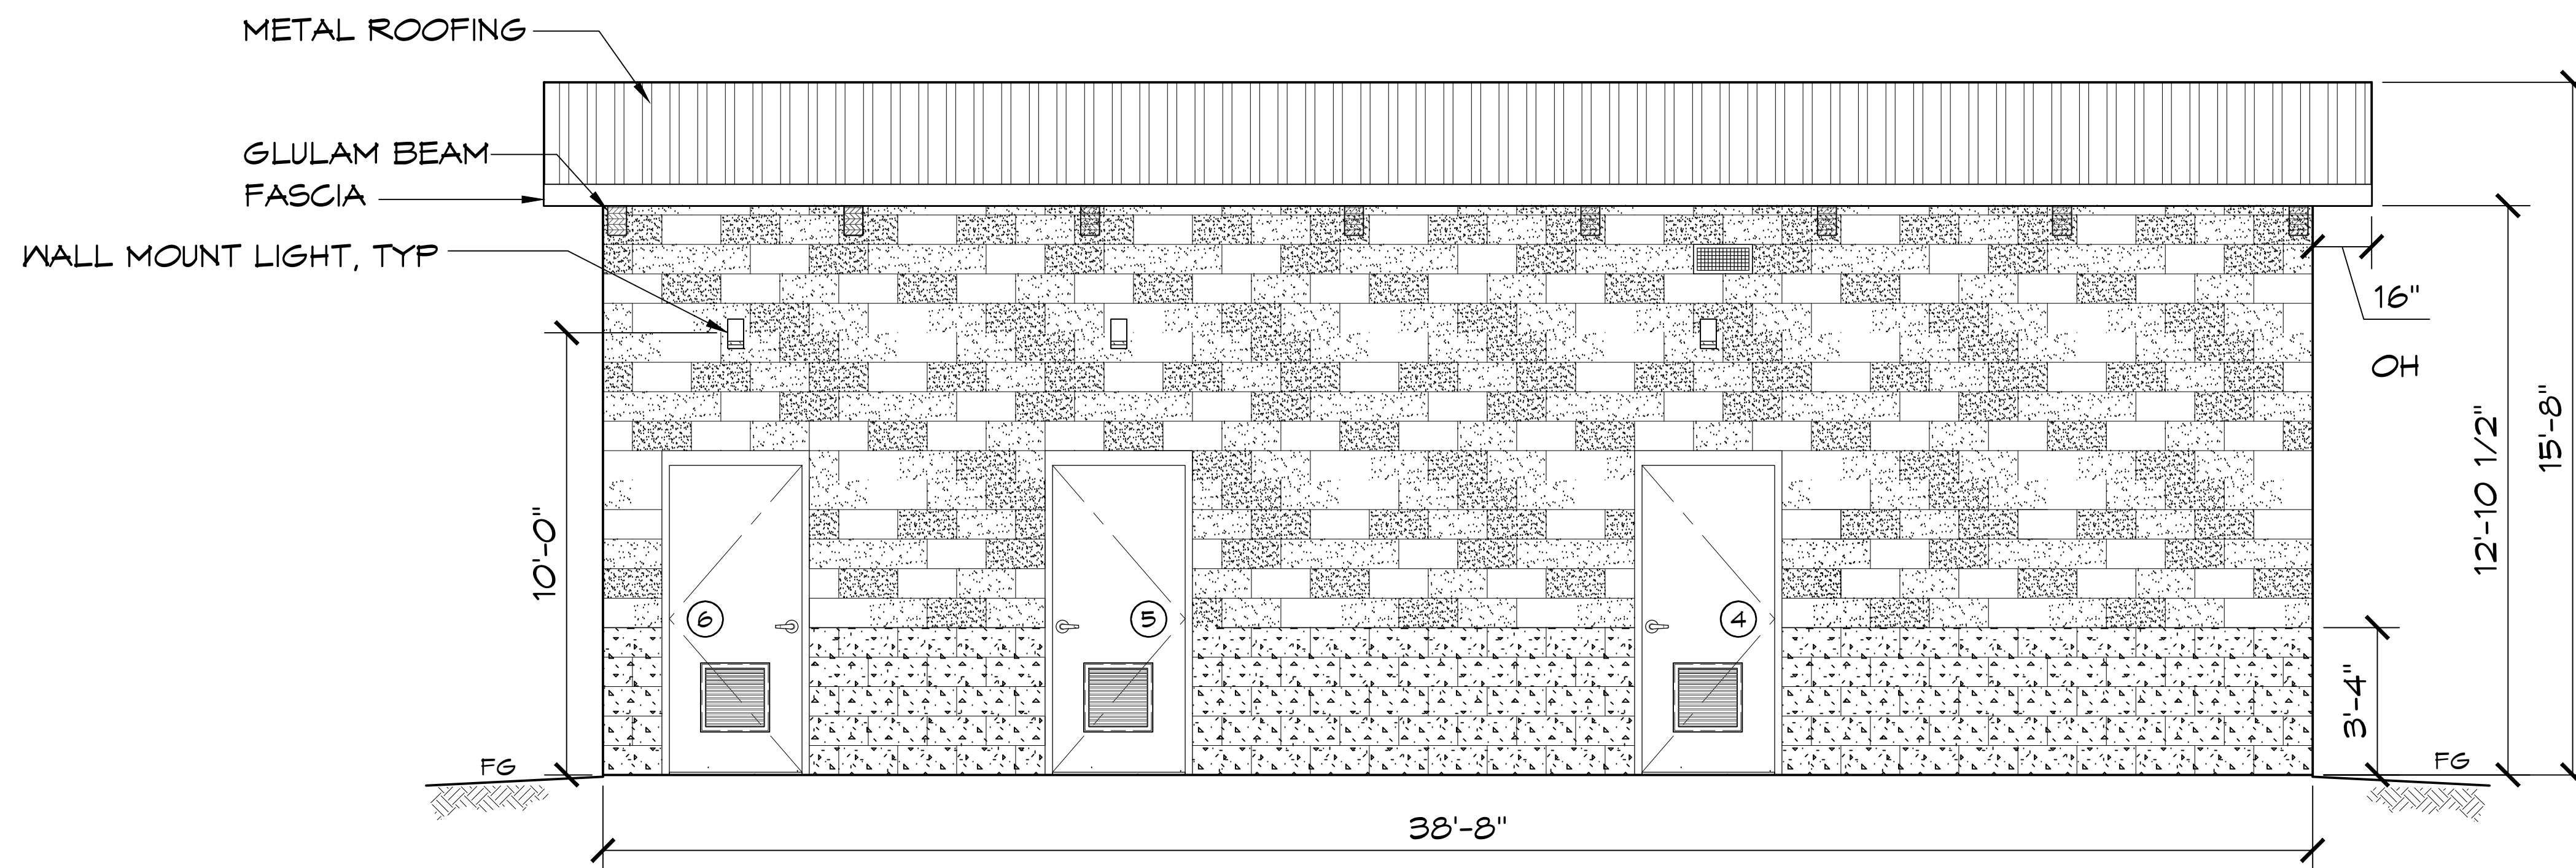 METAL ROOFING
GLULAM BEAM
FASCIA
WALL MOUNT LIGHT, TYP
16"
OH
10'-0"
12'-10 1/2"
15'-8"
3'-4"
6
5
4
FG
FG
38'-8"